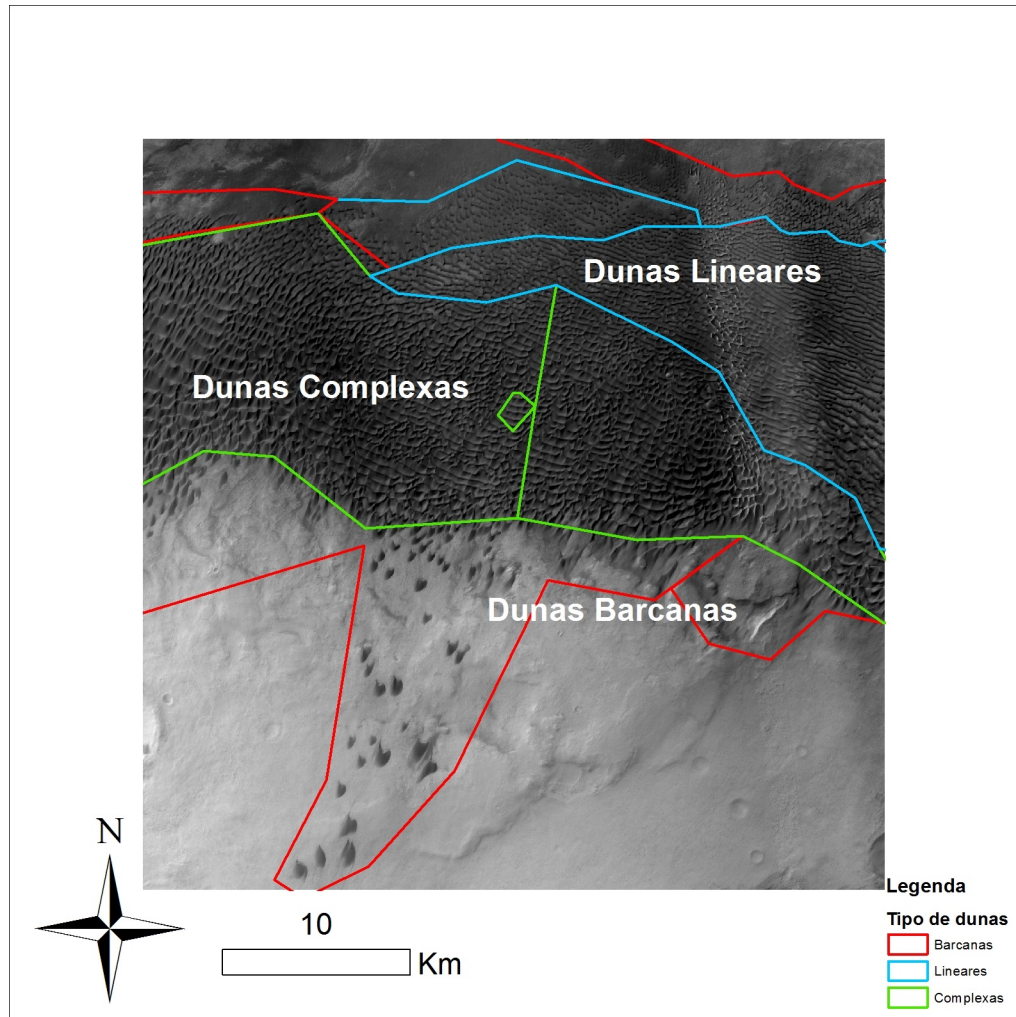 Dunas Lineares
Dunas Complexas
Dunas Barcanas
N
10
Km
Legenda
Tipo de dunas
Barcanas
Lineares
Complexas